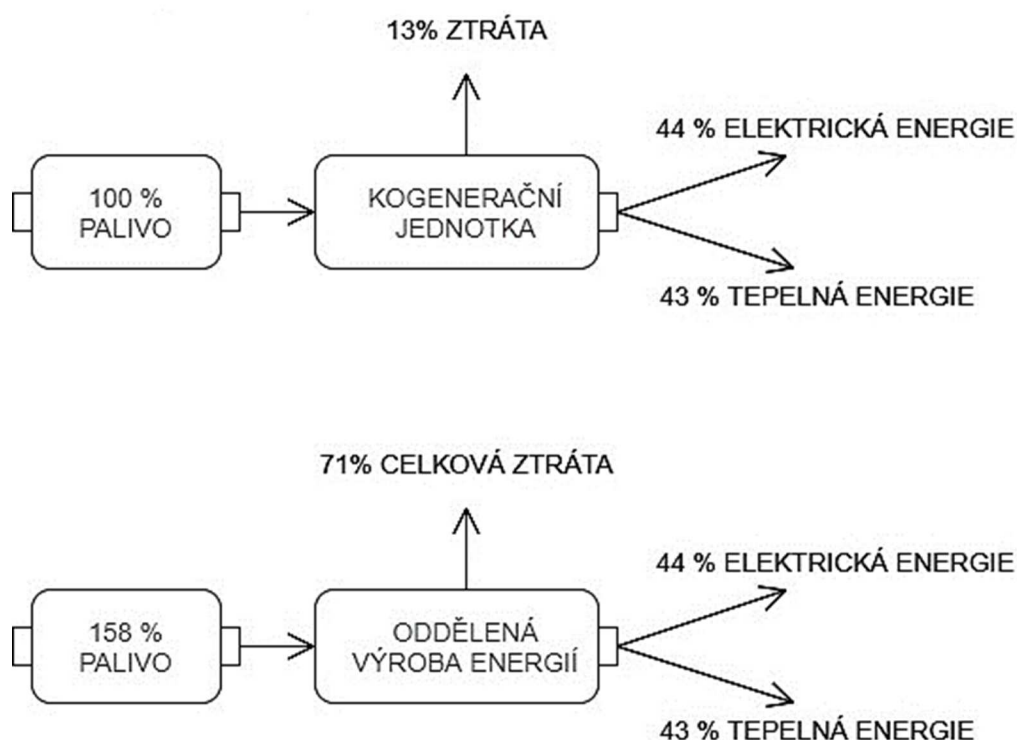 13% ZTRÁTA
44 % ELEKTRICKÁ ENERGIE
100 %
PALIVO
KOGENERAČNÍ
JEDNOTKA
43 % TEPELNÁ ENERGIE
71% CELKOVÁ ZTRÁTA
44 % ELEKTRICKÁ ENERGIE
158 %
PALIVO
ODDĚLENÁ
VÝROBA ENERGIÍ
43 % TEPELNÁ ENERGIE